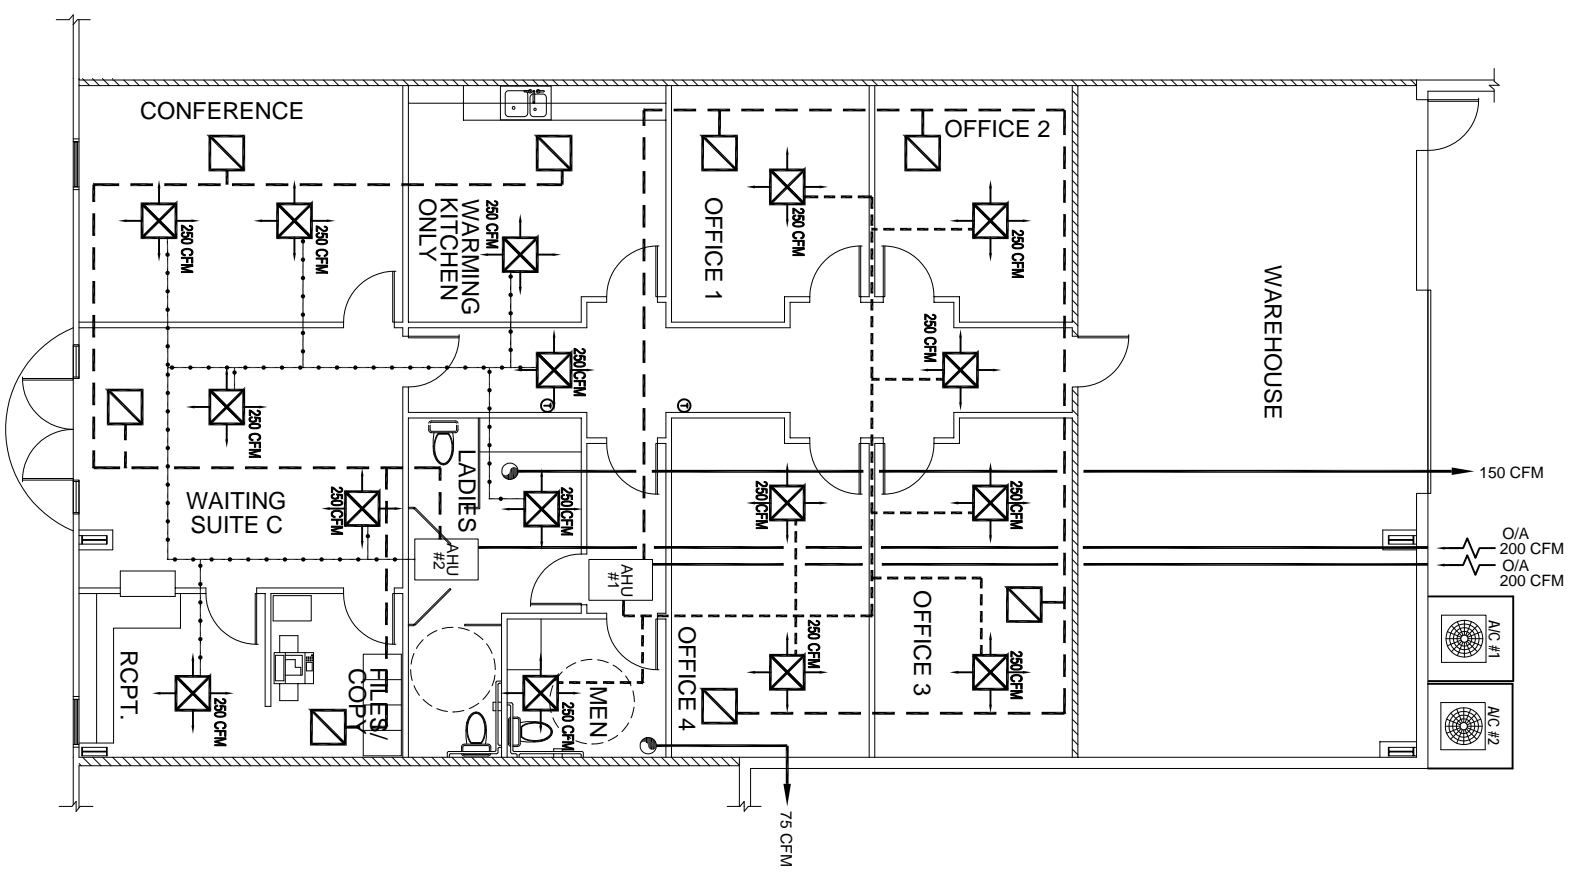 CONFERENCE
OFFICE 2
WARMING
KITCHEN
ONLY
250 CFM
OFFICE 1
250 CFM
250 CFM
250 CFM
250 CFM
WAREHOUSE
250 CFM
250 CFM
250 CFM
T
T
LADIES
150 CFM
WAITING
SUITE C
250 CFM
250 CFM
250 CFM
250 CFM
O/A
200 CFM
O/A
200 CFM
AHU
#2
AHU
#1
A/C #1
RCPT.
250 CFM
FILES/
COPY
MEN
250 CFM
OFFICE 4
250 CFM
OFFICE 3
250 CFM
A/C #2
75 CFM